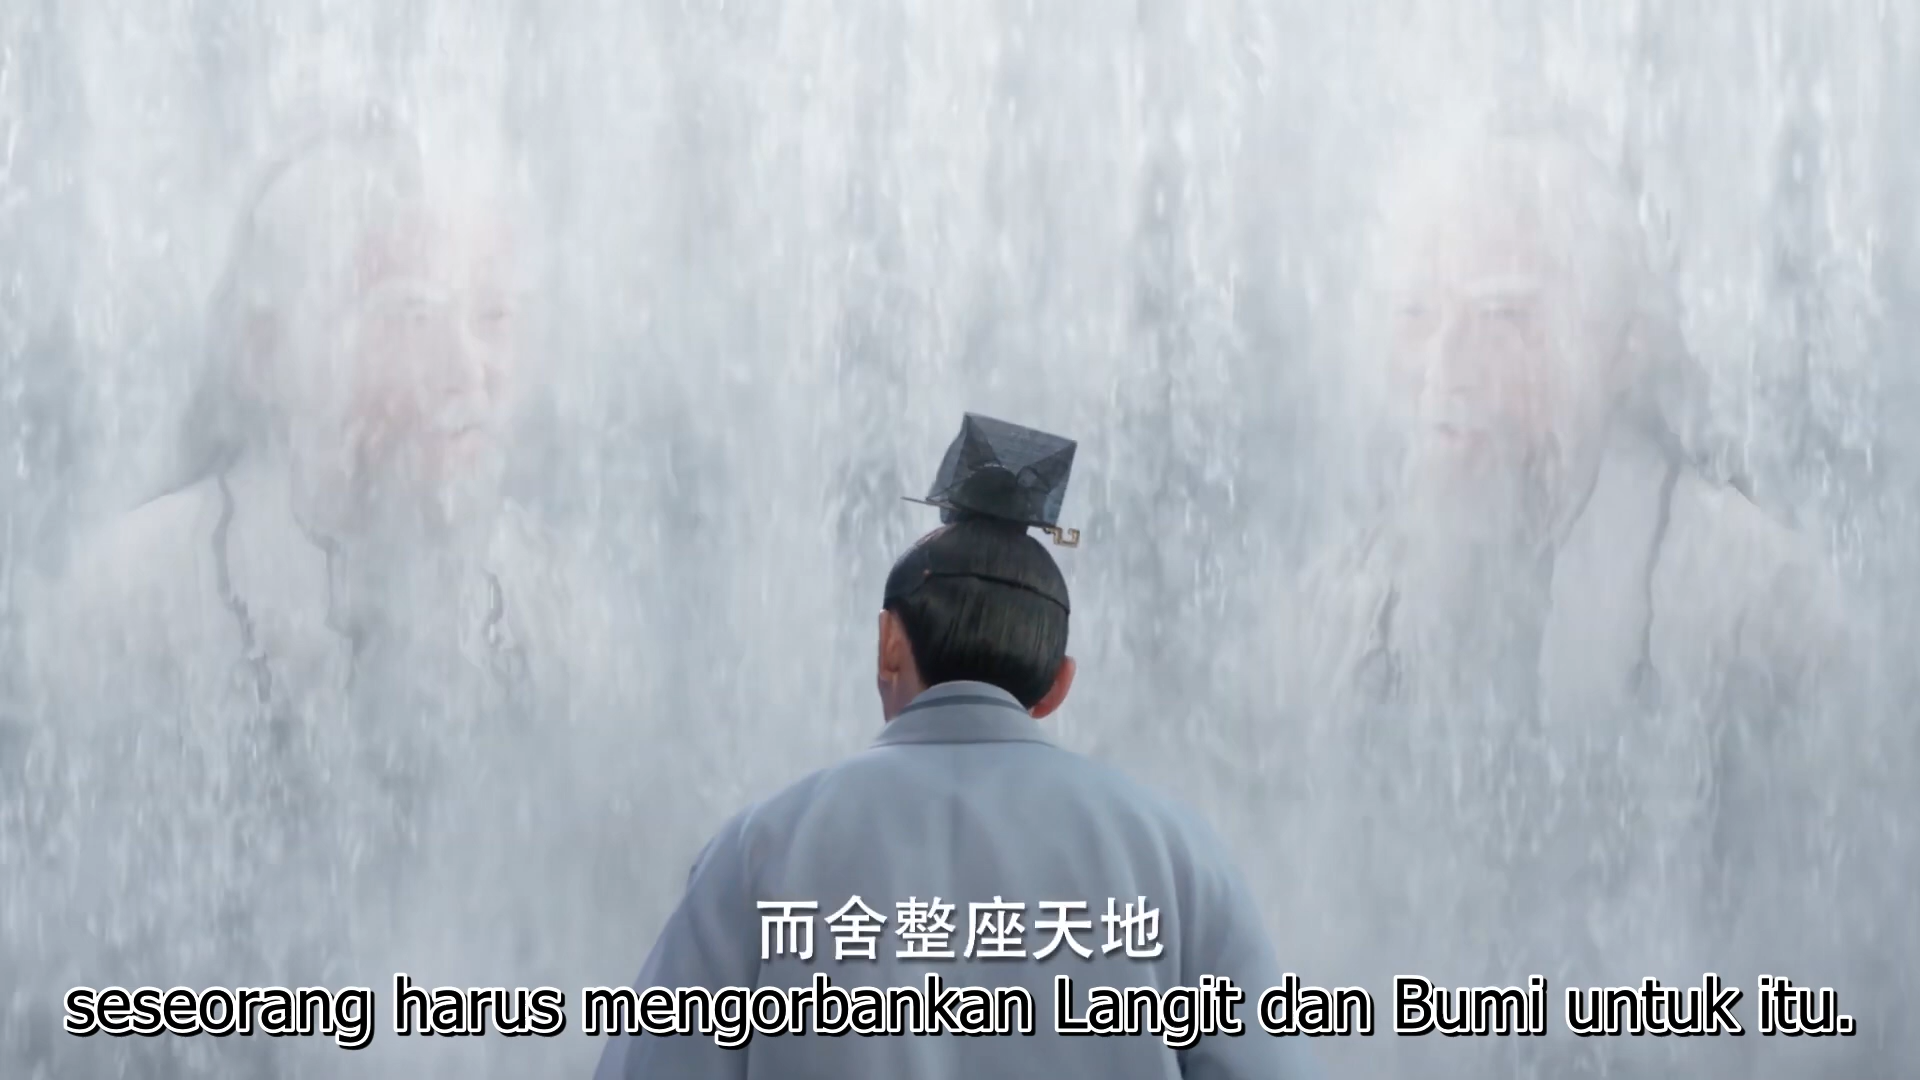 而舍整座天地
seseorang harus mengorbankan Langit dan Bumi untuk itu.